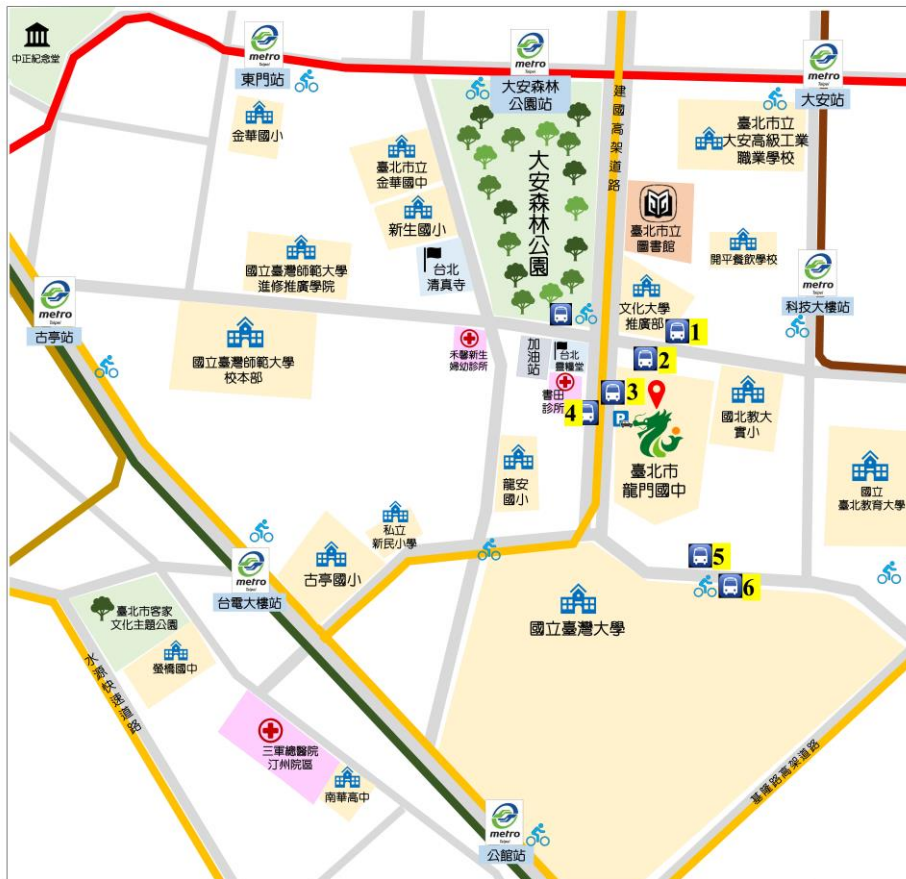 中正紀念堂
metro
Taipei
東門站
metro
Taipei
大安森林
公園站
metro
Taipei
大安站
建國高架道路
金華國小
臺北市立
大安高級工業
職業學校
臺北市立
金華國中
大安森林公園
新生國小
臺北市立
圖書館
國立臺灣師範大學
進修推廣學院
台北
清真寺
開平餐飲學校
metro
Taipei
古亭站
metro
Taipei
科技大樓站
文化大學
推廣部
1
國立臺灣師範大學
校本部
禾馨新生
婦幼診所
加油站
台北
靈糧堂
2
書田
診所
3
4
P
國北教大
實小
臺北市
龍門國中
龍安
國小
國立
臺北教育大學
私立
新民小學
古亭國小
5
6
metro
Taipei
台電大樓站
國立臺灣大學
臺北市客家
文化主題公園
螢橋國中
水源快速道路
三軍總醫院
汀州院區
南華高中
基隆路高架道路
metro
Taipei
公館站